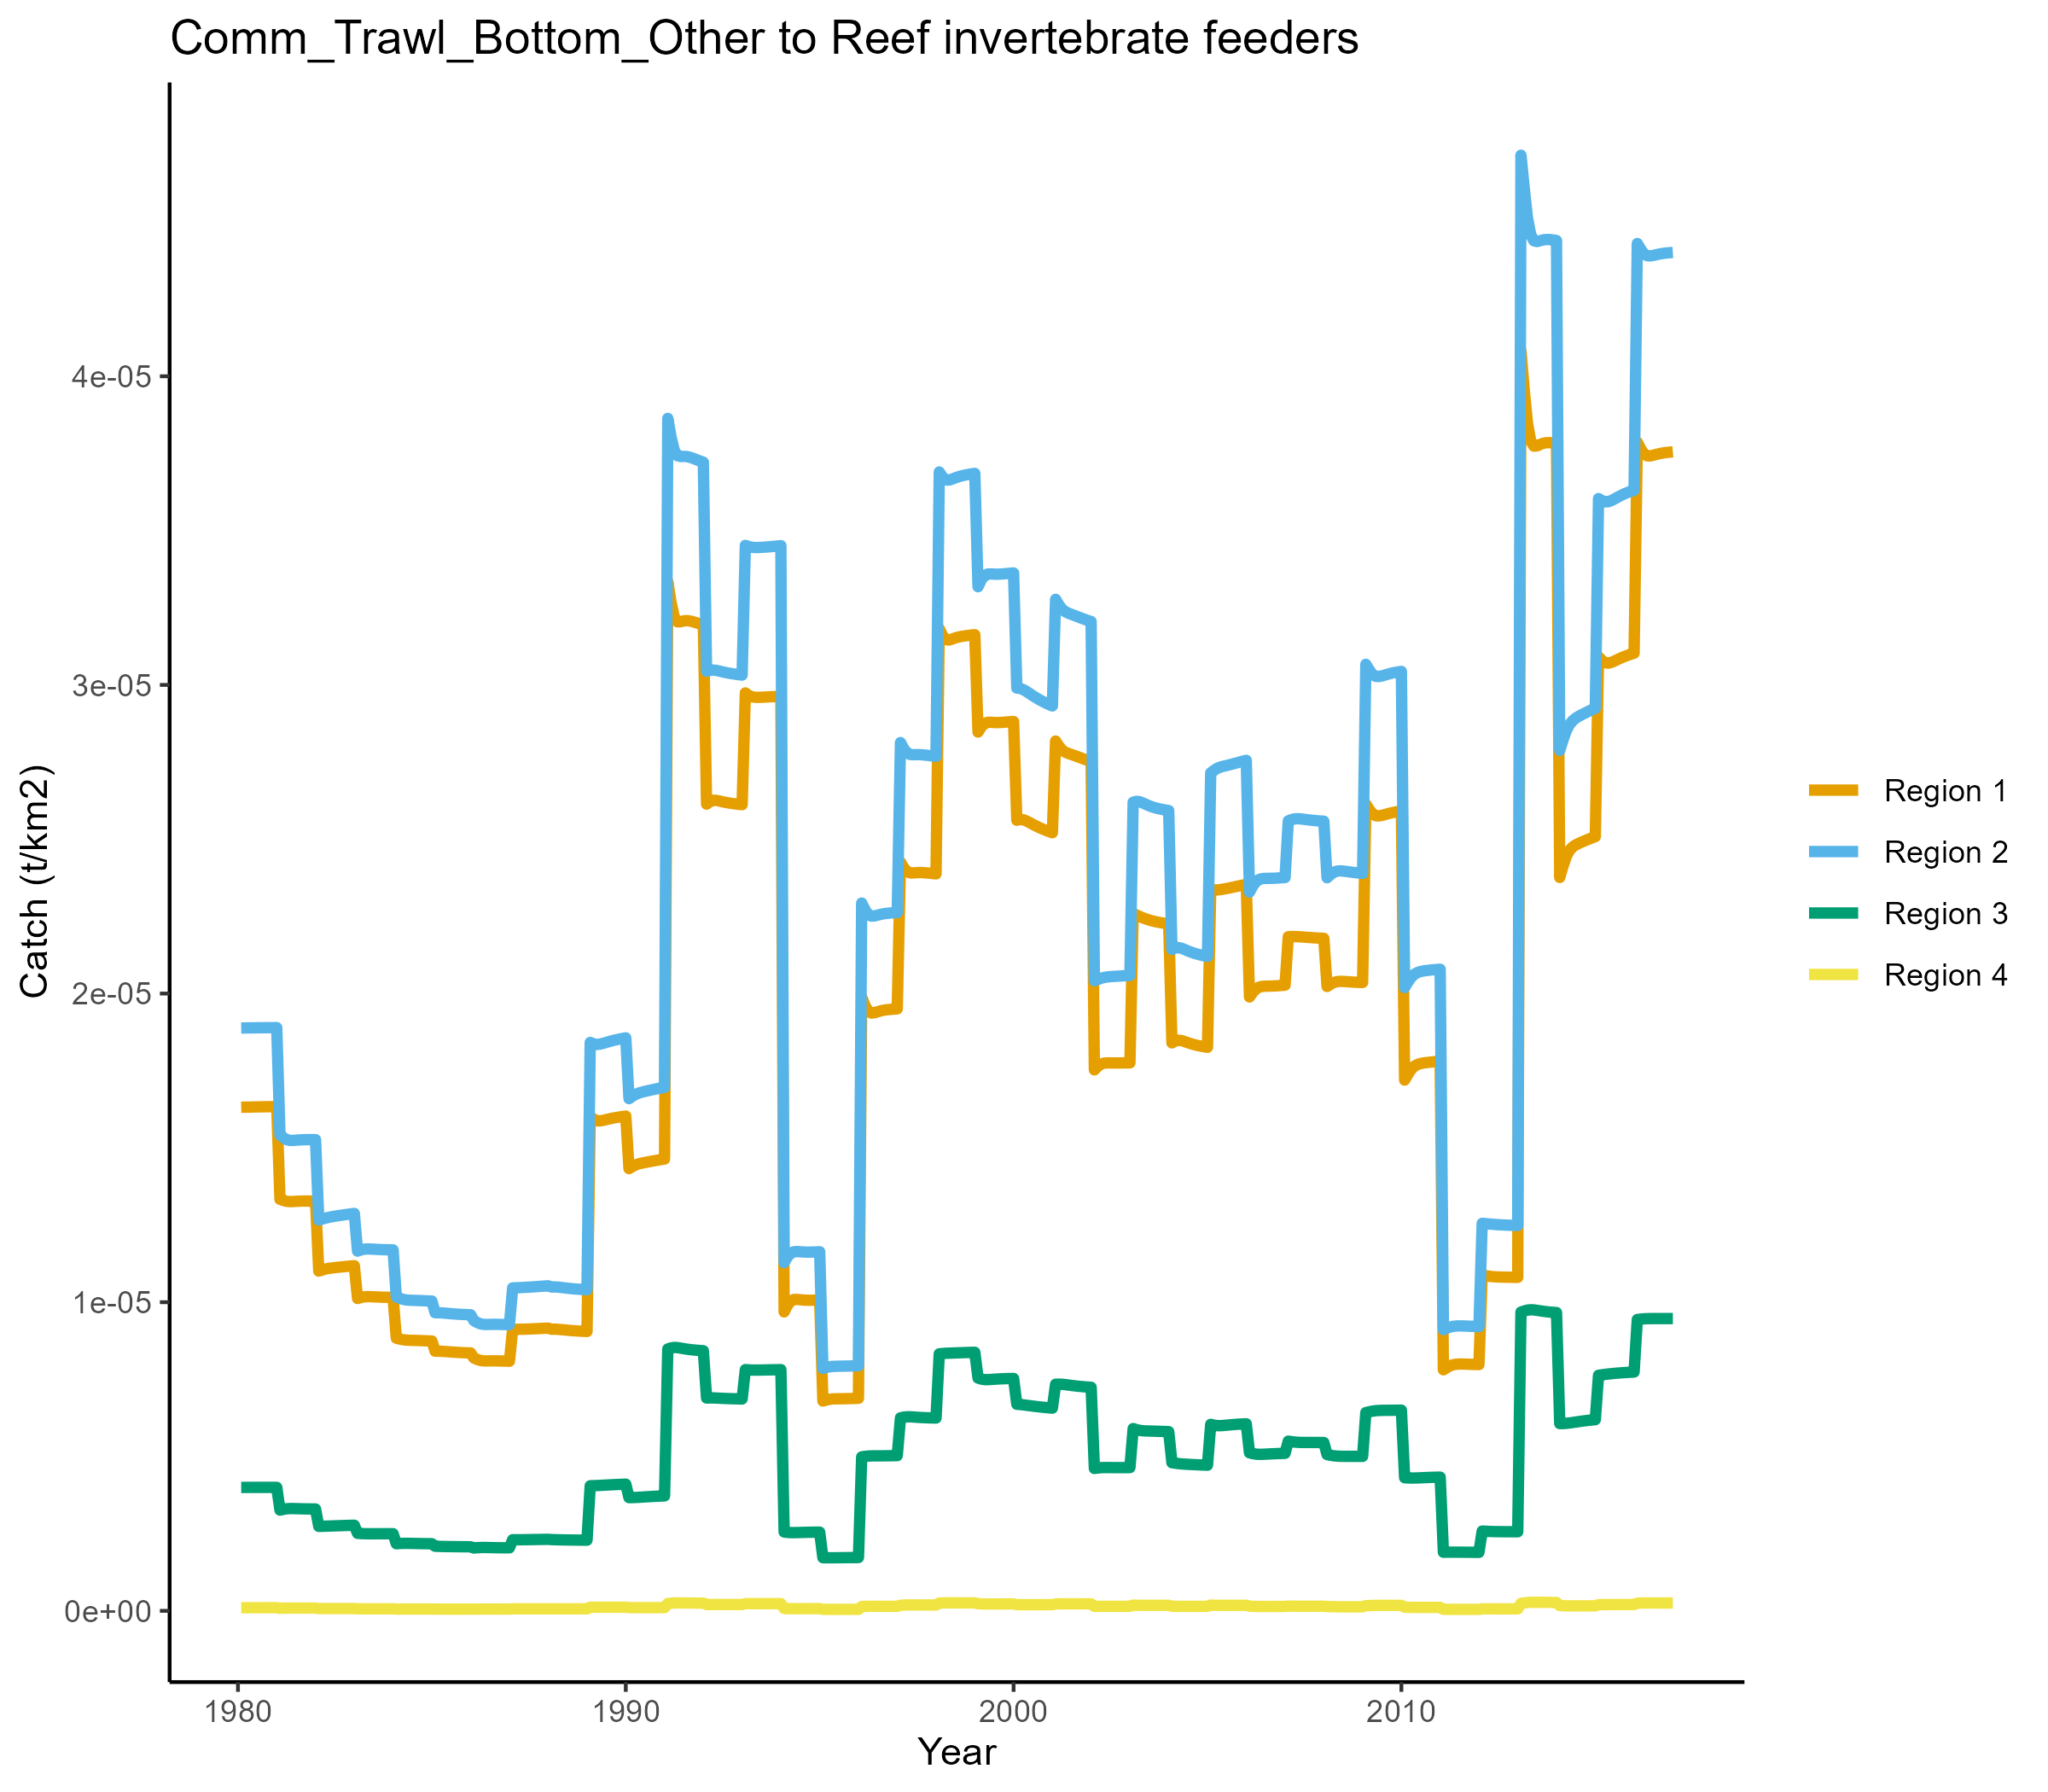 Comm_Trawl_Bottom_Other to Reef invertebrate feeders
Catch (t/km2)
4e-05
3e-05
2e-05
1e-05
0e+00
1980
1990
2000
2010
Year
Region 1
Region 2
Region 3
Region 4